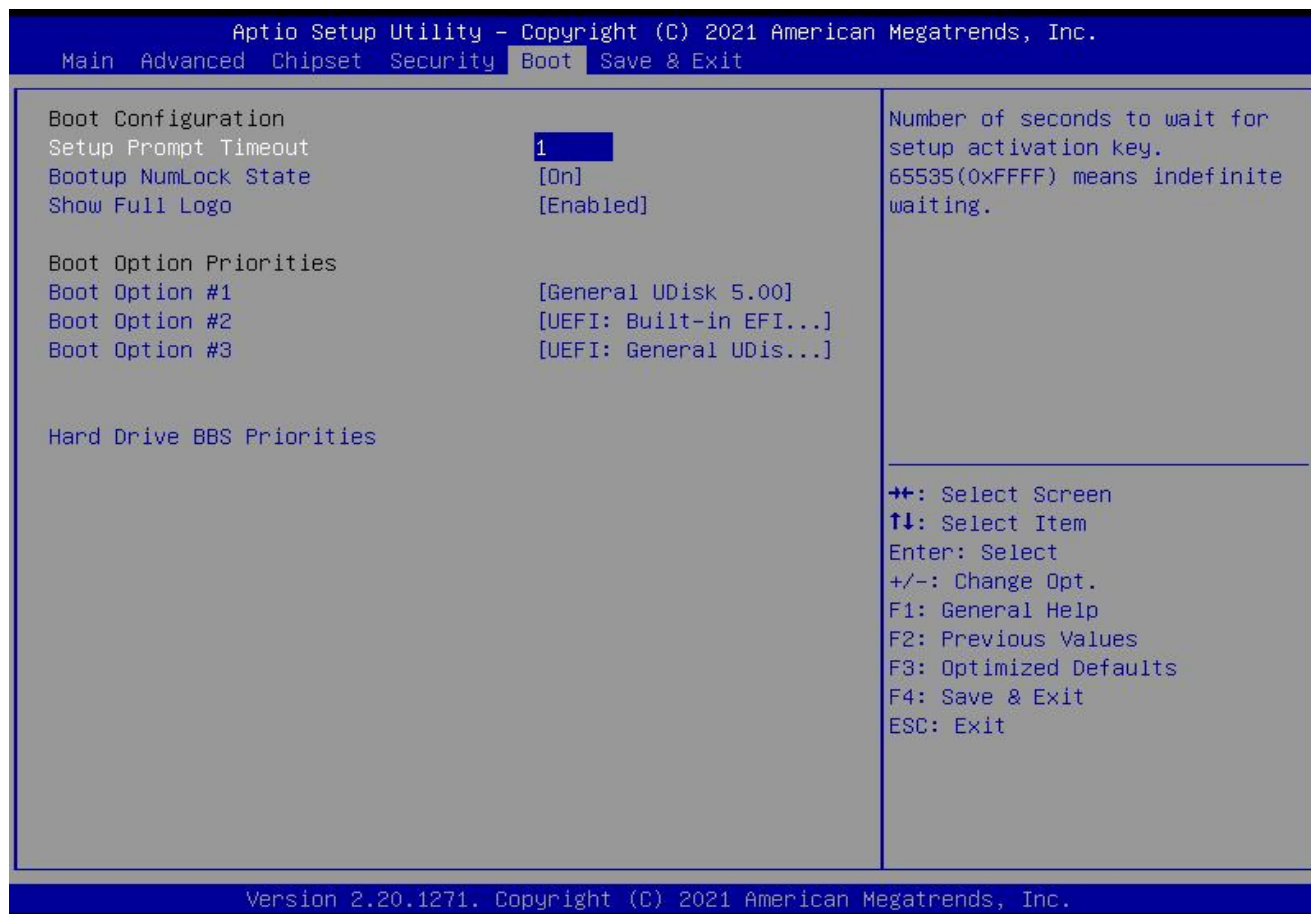 Aptio Setup Utility – Copyright (C) 2021 American Megatrends, Inc.
Main Advanced Chipset Security Boot Save & Exit
Boot Configuration
Setup Prompt Timeout 1
Bootup NumLock State [On]
Show Full Logo [Enabled]
Boot Option Priorities
Boot Option #1 [General UDisk 5.00]
Boot Option #2 [UEFI: Built-in EFI...]
Boot Option #3 [UEFI: General UDis...]
Hard Drive BBS Priorities
Number of seconds to wait for
setup activation key.
65535(0xFFFF) means indefinite
waiting.
→←: Select Screen
↑↓: Select Item
Enter: Select
+/-: Change Opt.
F1: General Help
F2: Previous Values
F3: Optimized Defaults
F4: Save & Exit
ESC: Exit
Version 2.20.1271. Copyright (C) 2021 American Megatrends, Inc.